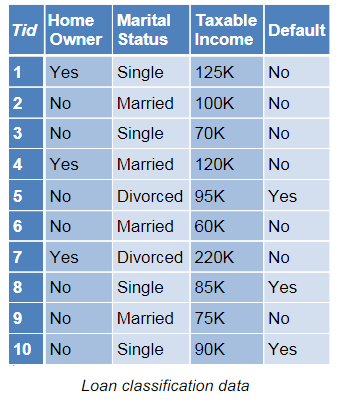 Tid Home Owner Marital Status Taxable Income Default
1 Yes Single 125K No
2 No Married 100K No
3 No Single 70K No
4 Yes Married 120K No
5 No Divorced 95K Yes
6 No Married 60K No
7 Yes Divorced 220K No
8 No Single 85K Yes
9 No Married 75K No
10 No Single 90K Yes
Loan classification data